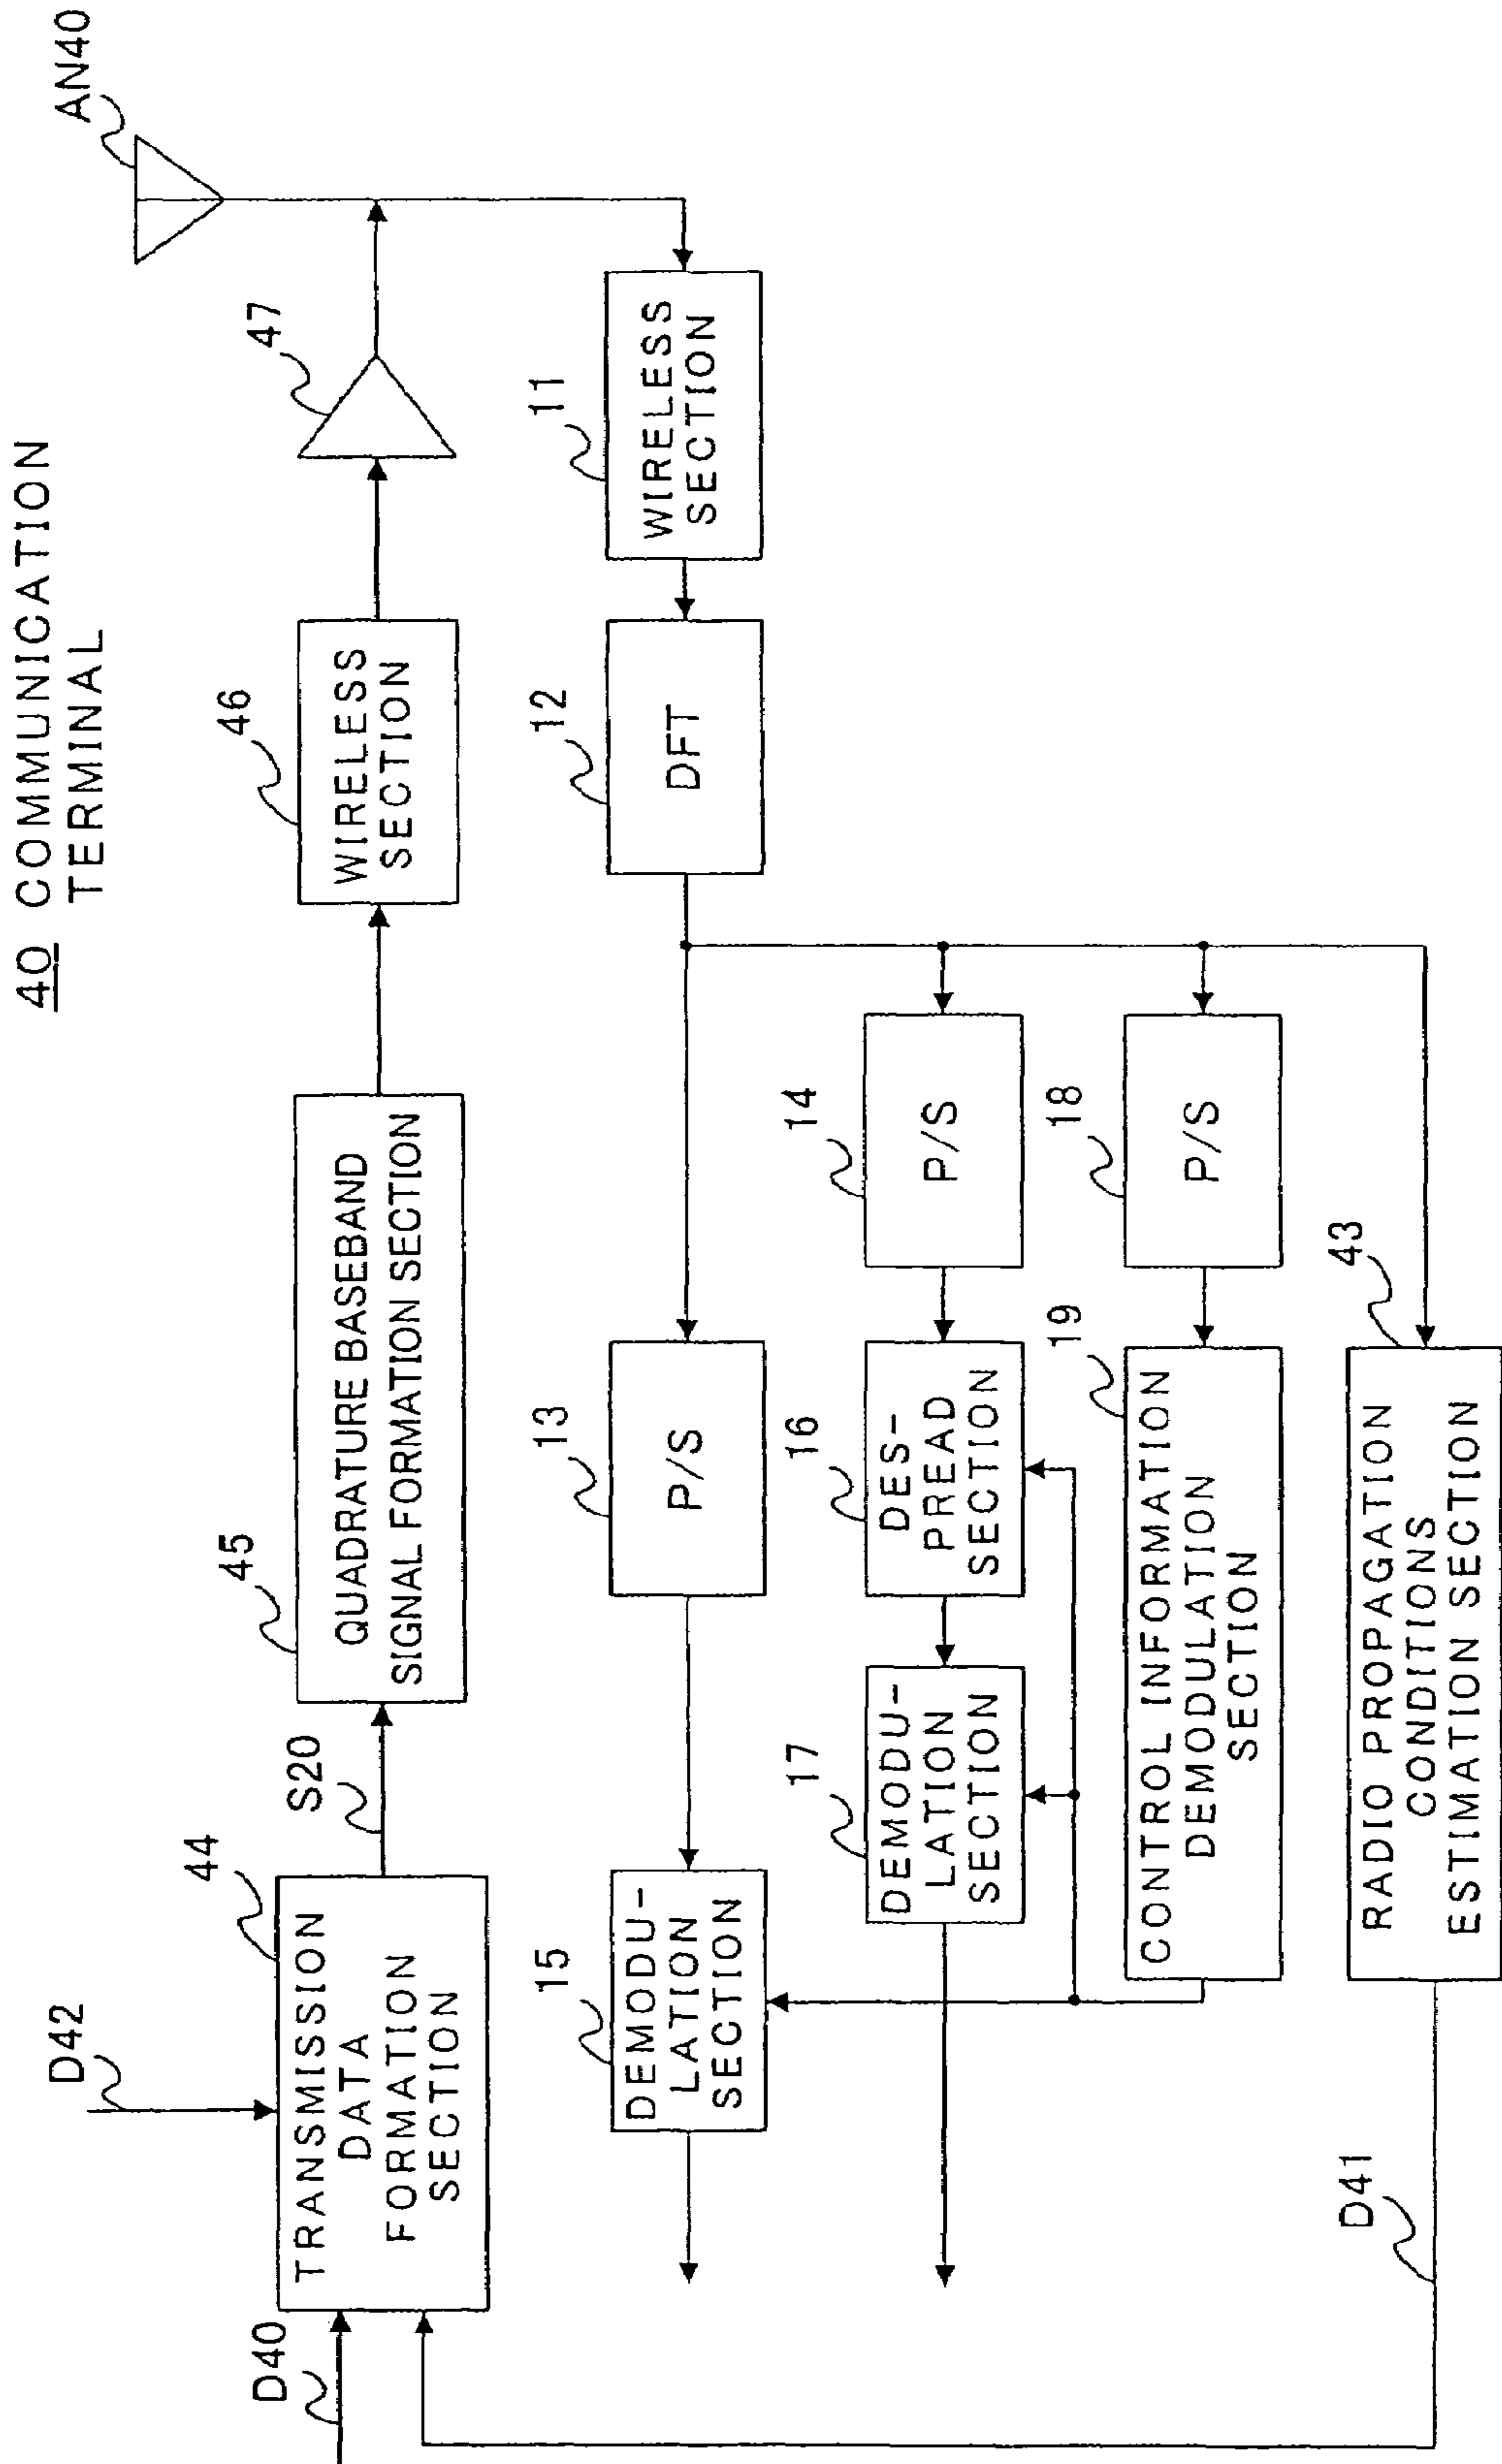 40 COMMUNICATION
TERMINAL
AN40
D42
D40
44
TRANSMISSION
DATA
FORMATION
SECTION
S20
45
QUADRATURE BASEBAND
SIGNAL FORMATION SECTION
46
WIRELESS
SECTION
47
11
WIRELESS
SECTION
12
DFT
13
P/S
15
DEMODU-
LATION
SECTION
14
P/S
16
DES-
PREAD
SECTION
17
DEMODU-
LATION
SECTION
18
P/S
19
CONTROL INFORMATION
DEMODULATION
SECTION
43
RADIO PROPAGATION
CONDITIONS
ESTIMATION SECTION
D41